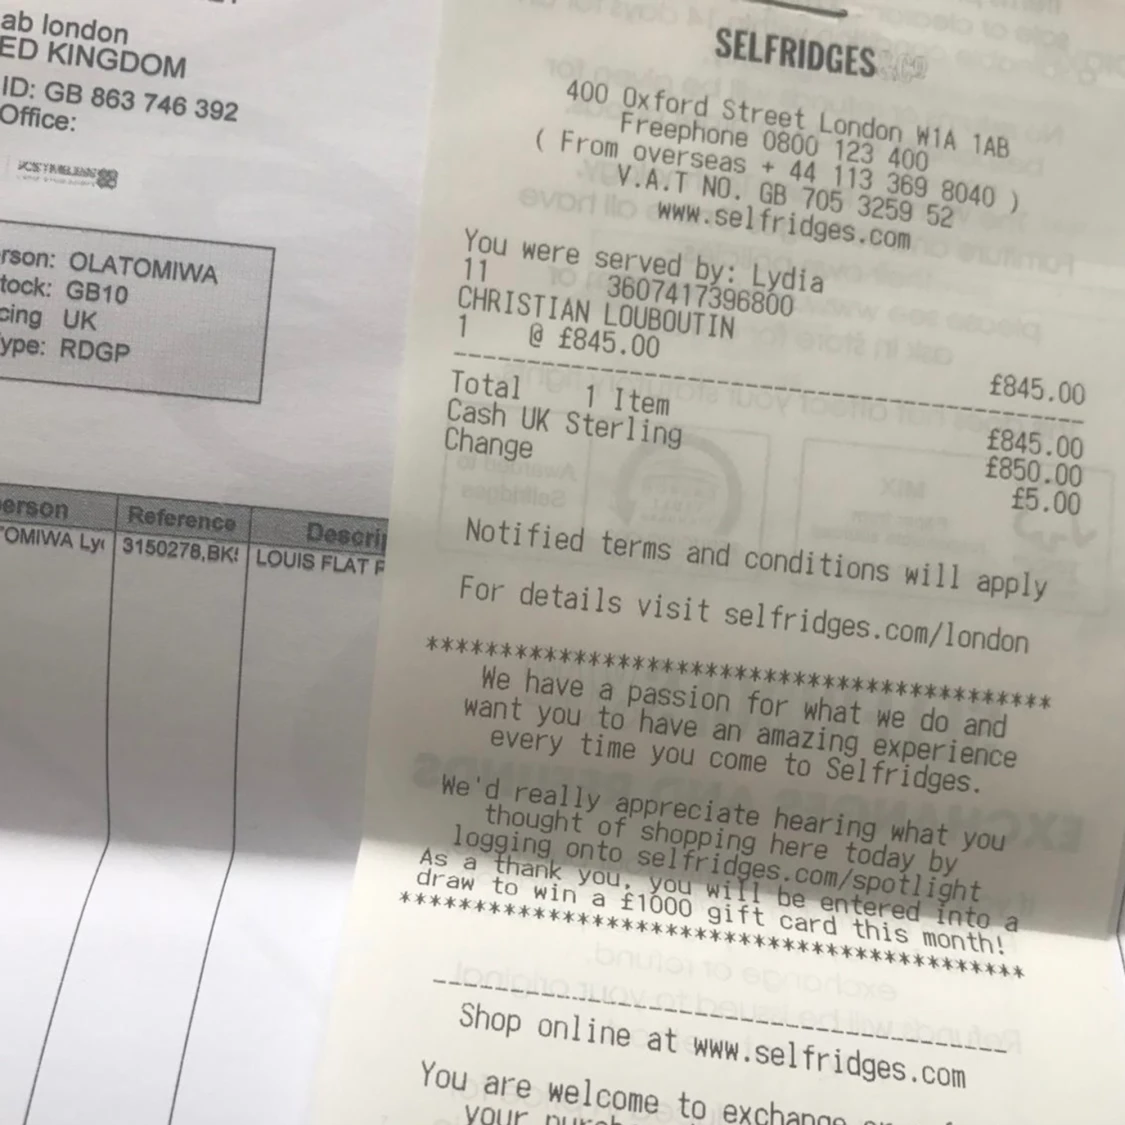 ab london
ED KINGDOM
ID: GB 863 746 392
Office:
rson: OLATOMIWA
tock: GB10
cing UK
ype: RDGP
erson Reference Descri
OMIWA Ly 3150278,BK LOUIS FLAT
SELFRIDGES
400 Oxford Street London W1A 1AB
Freephone 0800 123 400
( From overseas + 44 113 369 8040 )
V.A.T NO. GB 705 3259 52
www.selfridges.com
You were served by: Lydia
11 3607417396800
CHRISTIAN LOUBOUTIN
1 @ £845.00
£845.00
Total 1 Item £845.00
Cash UK Sterling £850.00
Change £5.00
Notified terms and conditions will apply
For details visit selfridges.com/london
******************************************
We have a passion for what we do and
want you to have an amazing experience
every time you come to Selfridges.
We'd really appreciate hearing what you
thought of shopping here today by
logging onto selfridges.com/spotlight
As a thank you, you will be entered into a
draw to win a £1000 gift card this month!
******************************************
Shop online at www.selfridges.com
You are welcome to exchange
your